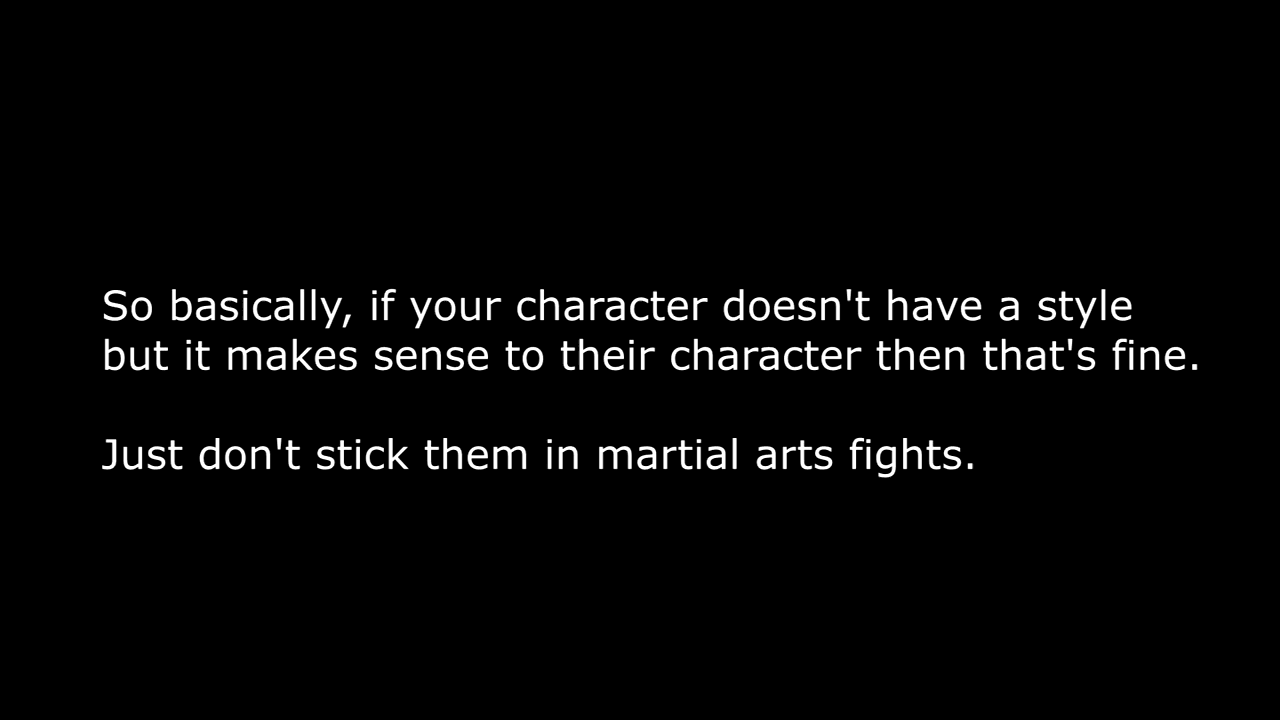 So basically, if your character doesn't have a style
but it makes sense to their character then that's fine.
Just don't stick them in martial arts fights.